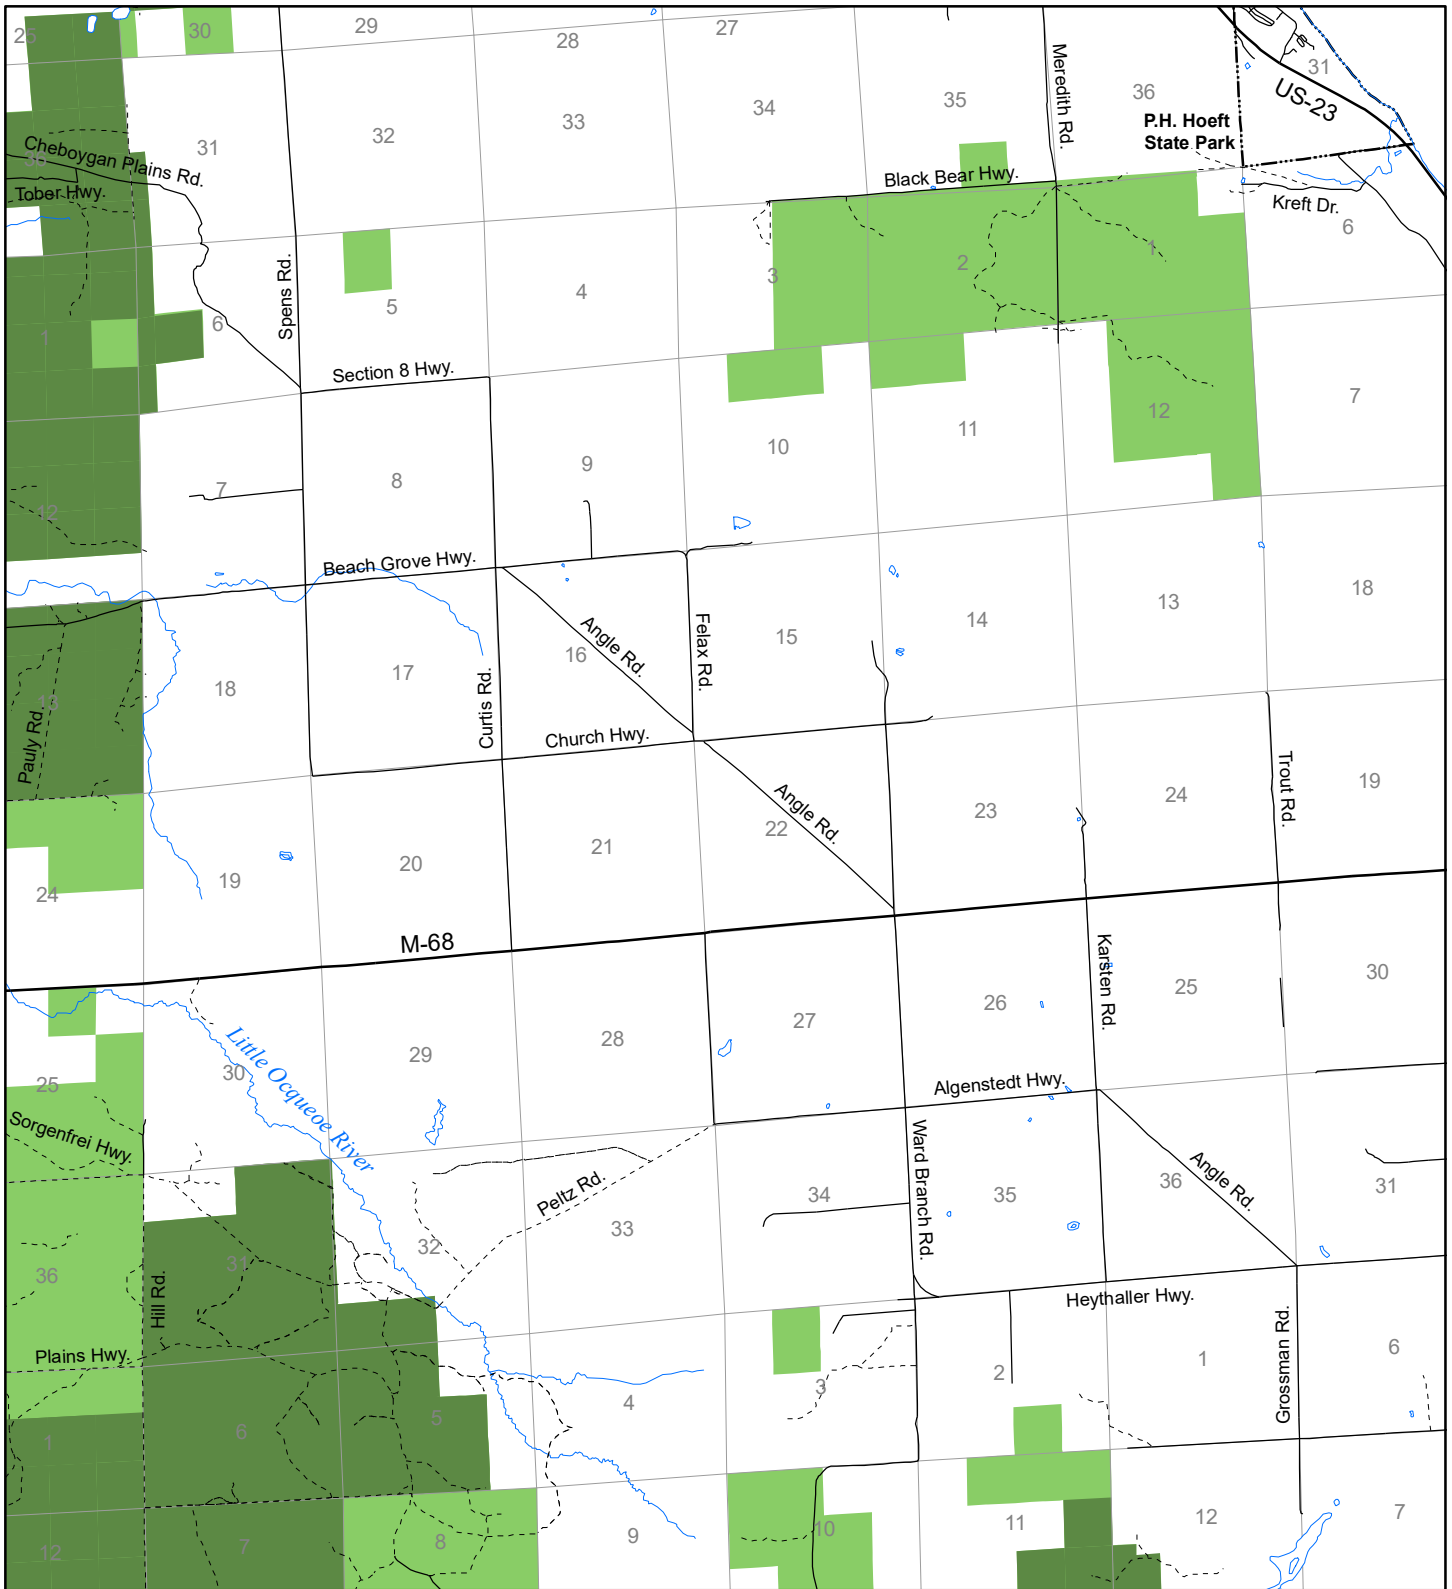 25
30
29
28
27
31
36
35
34
33
32
31
30
US-23
Meredith Rd.
P.H. Hoeft
State Park
Cheboygan Plains Rd.
Tober Hwy.
Black Bear Hwy.
Kreft Dr.
6
1
2
3
4
5
6
1
Spens Rd.
Section 8 Hwy.
7
12
11
10
9
8
7
12
Beach Grove Hwy.
18
13
14
15
16
17
18
13
Angle Rd.
Felax Rd.
Curtis Rd.
Pauly Rd.
Church Hwy.
Trout Rd.
19
24
23
22
21
20
19
24
Angle Rd.
M-68
Karsten Rd.
30
25
26
27
28
29
30
25
Little Ocqueoe River
Algenstedt Hwy.
Sorgenfrei Hwy.
Ward Branch Rd.
Peltz Rd.
Angle Rd.
31
36
35
34
33
32
31
36
Hill Rd.
Heythaller Hwy.
Plains Hwy.
Grossman Rd.
6
1
2
3
4
5
6
1
7
12
11
10
9
8
7
12